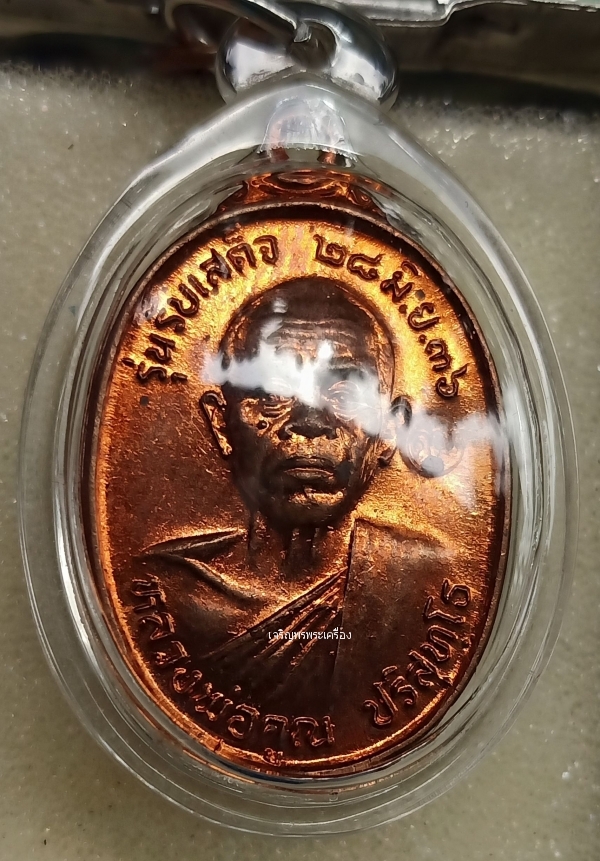 รุ่นรบเสด็จ ๒๘ มิ.ย.๓๖
เจริญพรพระเครื่อง
หลวงพ่อคูณ ปริสุทฺโธ